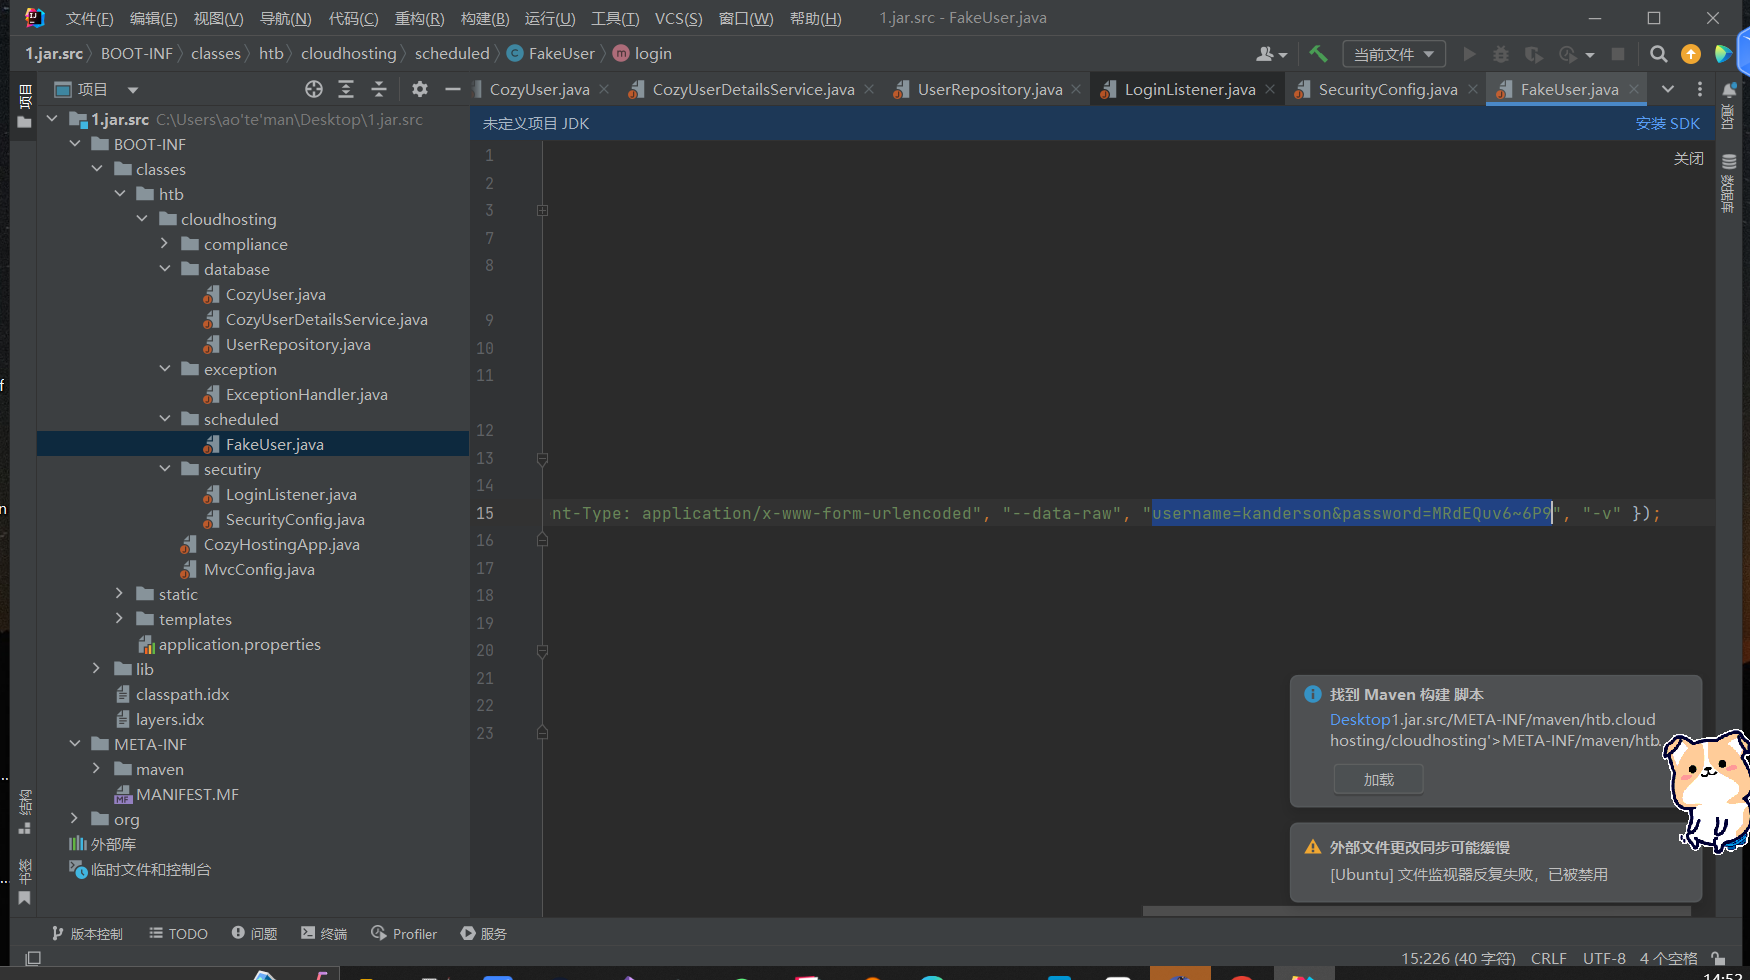 文件(F) 编辑(E) 视图(V) 导航(N) 代码(C) 重构(R) 构建(B) 运行(U) 工具(T) VCS(S) 窗口(W) 帮助(H) 1.jar.src - FakeUser.java
1.jar.src BOOT-INF classes htb cloudhosting scheduled FakeUser login 当前文件
项目 CozyUser.java CozyUserDetailsService.java UserRepository.java LoginListener.java SecurityConfig.java FakeUser.java
未定义项目 JDK 安装 SDK
关闭
项目
1.jar.src C:\Users\ao'te'man\Desktop\1.jar.src
BOOT-INF
classes
htb
cloudhosting
compliance
database
CozyUser.java
CozyUserDetailsService.java
UserRepository.java
exception
ExceptionHandler.java
scheduled
FakeUser.java
secutiry
LoginListener.java
SecurityConfig.java
CozyHostingApp.java
MvcConfig.java
static
templates
application.properties
lib
classpath.idx
layers.idx
META-INF
maven
MANIFEST.MF
org
外部库
临时文件和控制台
结构
书签
1
2
3
7
8
9
10
11
12
13
14
15 nt-Type: application/x-www-form-urlencoded", "--data-raw", "username=kanderson&password=MRdEQuv6~6P9", "-v" });
16
17
18
19
20
21
22
23
通知
数据库
找到 Maven 构建 脚本
Desktop1.jar.src/META-INF/maven/htb.cloud
hosting/cloudhosting'>META-INF/maven/htb.
加载
外部文件更改同步可能缓慢
[Ubuntu] 文件监视器反复失败，已被禁用
版本控制 TODO 问题 终端 Profiler 服务
15:226 (40 字符) CRLF UTF-8 4 个空格
14:52